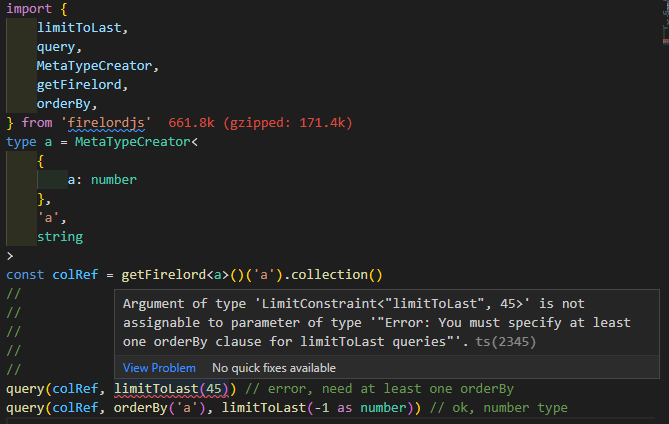 import {
limitToLast,
query,
MetaTypeCreator,
getFirelord,
orderBy,
} from 'firelordjs' 661.8k (gzipped: 171.4k)
type a = MetaTypeCreator<
{
a: number
},
'a',
string
>
const colRef = getFirelord<a>()('a').collection()
//
//
//
//
//
Argument of type 'LimitConstraint<"limitToLast", 45>' is not
assignable to parameter of type '"Error: You must specify at least
one orderBy clause for limitToLast queries"'. ts(2345)
View Problem No quick fixes available
query(colRef, limitToLast(45)) // error, need at least one orderBy
query(colRef, orderBy('a'), limitToLast(-1 as number)) // ok, number type